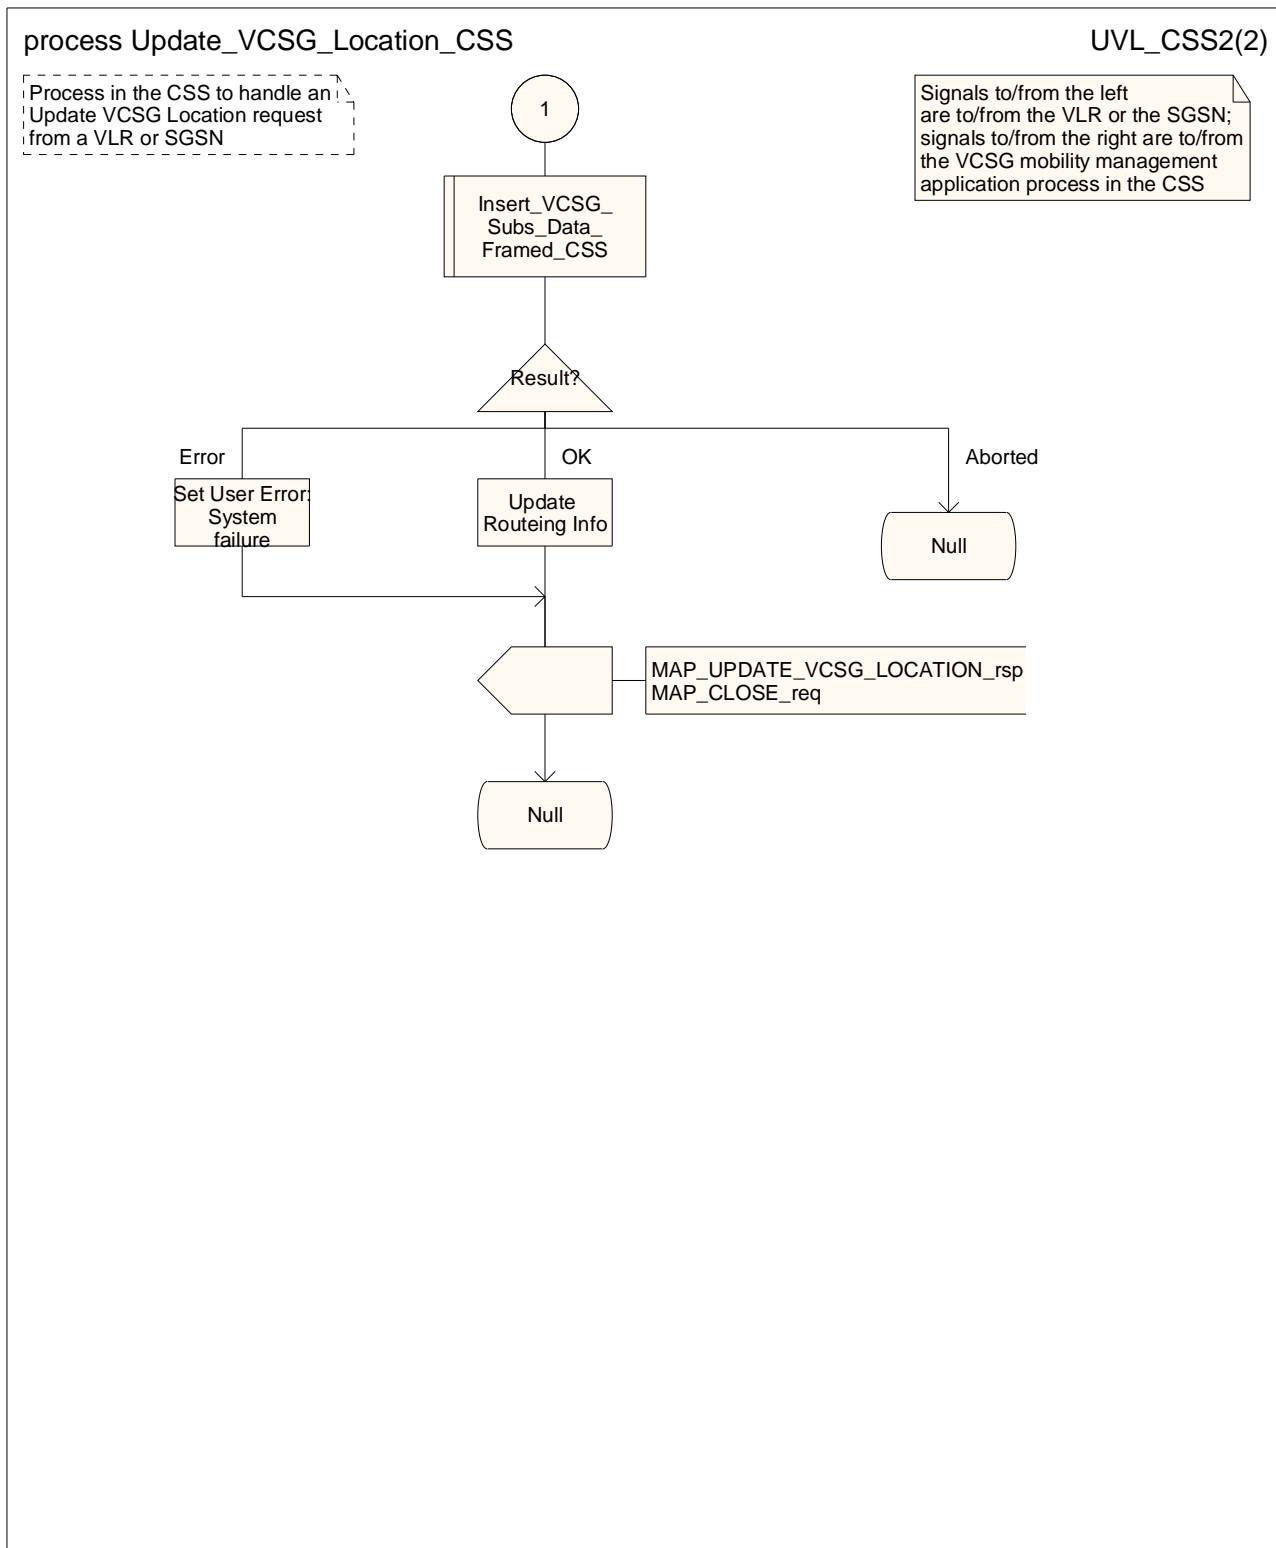 process Update_VCSG_Location_CSS
UVL_CSS2(2)
Process in the CSS to handle an
Update VCSG Location request
from a VLR or SGSN
1
Signals to/from the left
are to/from the VLR or the SGSN;
signals to/from the right are to/from
the VCSG mobility management
application process in the CSS
Insert_VCSG_
Subs_Data_
Framed_CSS
Result?
Error
OK
Aborted
Set User Error:
System
failure
Update
Routeing Info
Null
MAP_UPDATE_VCSG_LOCATION_rsp
MAP_CLOSE_req
Null